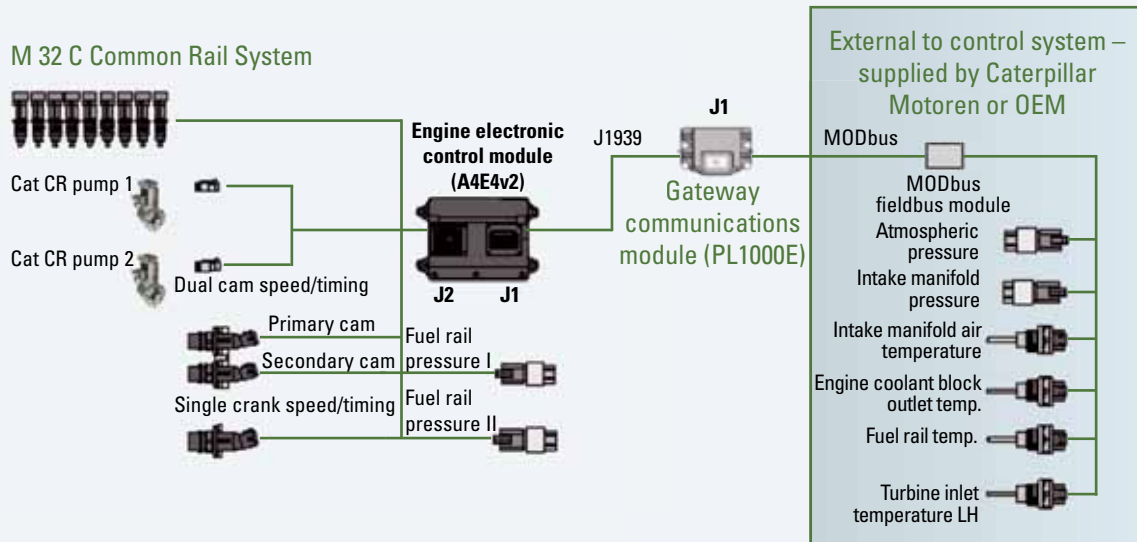 M 32 C Common Rail System
Cat CR pump 1
Cat CR pump 2
Dual cam speed/timing
Primary cam
Secondary cam
Single crank speed/timing
Fuel rail
pressure I
Fuel rail
pressure II
Engine electronic
control module
(A4E4v2)
J2
J1
J1939
J1
Gateway
communications
module (PL1000E)
External to control system –
supplied by Caterpillar
Motoren or OEM
MODbus
MODbus
fieldbus module
Atmospheric
pressure
Intake manifold
pressure
Intake manifold air
temperature
Engine coolant block
outlet temp.
Fuel rail temp.
Turbine inlet
temperature LH